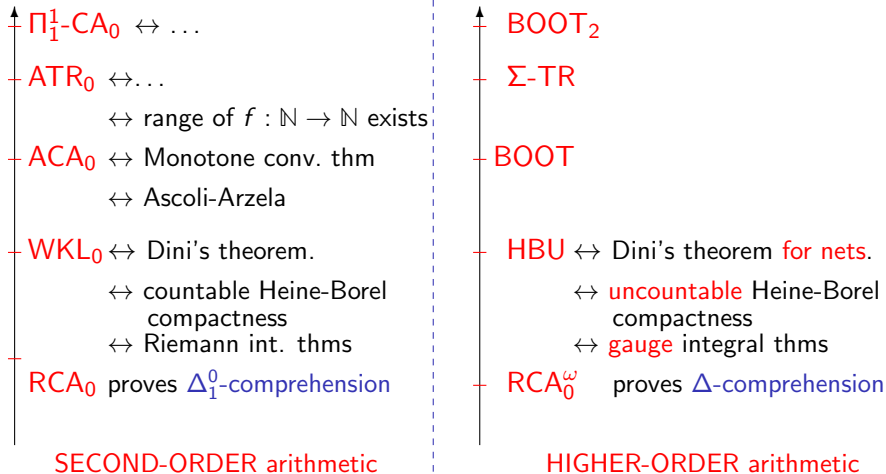 Π¹₁-CA₀ ↔ ...
ATR₀ ↔...
↔ range of f : ℕ → ℕ exists
ACA₀ ↔ Monotone conv. thm
↔ Ascoli-Arzela
WKL₀ ↔ Dini's theorem.
↔ countable Heine-Borel
compactness
↔ Riemann int. thms
RCA₀ proves Δ⁰₁-comprehension
SECOND-ORDER arithmetic
BOOT₂
Σ-TR
BOOT
HBU ↔ Dini's theorem for nets.
↔ uncountable Heine-Borel
compactness
↔ gauge integral thms
RCA₀^ω proves Δ-comprehension
HIGHER-ORDER arithmetic